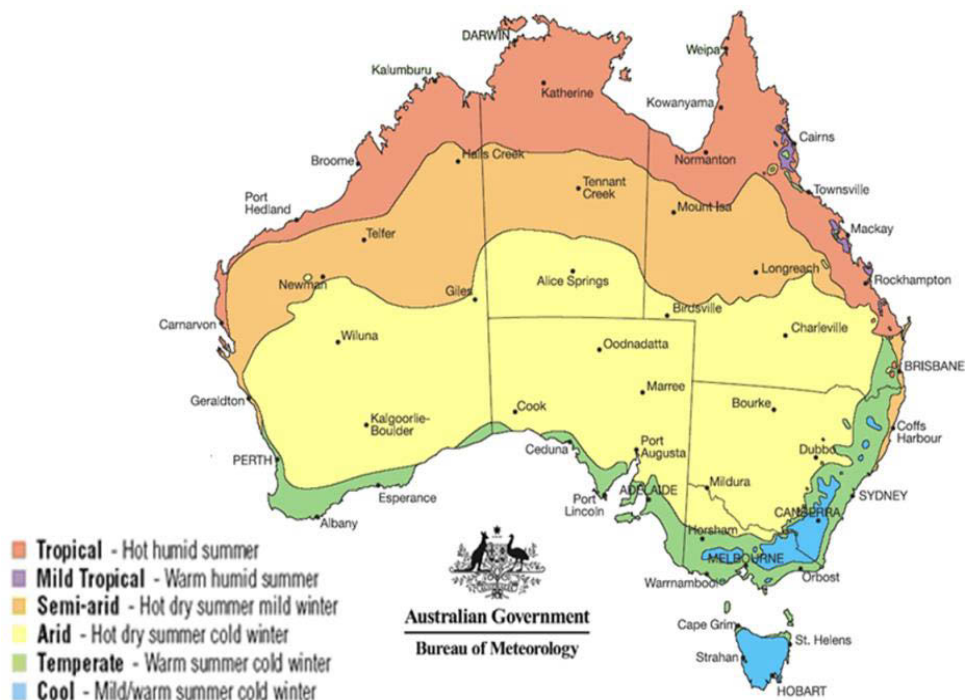 DARWIN
Weipa
Kalumburu
Katherine
Kowanyama
Cairns
Broome
Halls Creek
Normanton
Tennant
Creek
Townsville
Port
Hedland
Mount Isa
Telfer
Mackay
Newman
Longreach
Rockhampton
Giles
Alice Springs
Birdsville
Carnarvon
Wiluna
Charleville
Oodnadatta
BRISBANE
Marree
Geraldton
Bourke
Cook
Kalgoorlie-
Boulder
Coffs
Harbour
Ceduna
Port
Augusta
Dubbo
PERTH
Mildura
Esperance
Port
Lincoln
ADELAIDE
SYDNEY
Albany
CANBERRA
Horsham
MELBOURNE
Warrnambool
Orbost
Cape Grim
St. Helens
Strahan
HOBART
Tropical - Hot humid summer
Mild Tropical - Warm humid summer
Semi-arid - Hot dry summer mild winter
Arid - Hot dry summer cold winter
Temperate - Warm summer cold winter
Cool - Mild/warm summer cold winter
Australian Government
Bureau of Meteorology